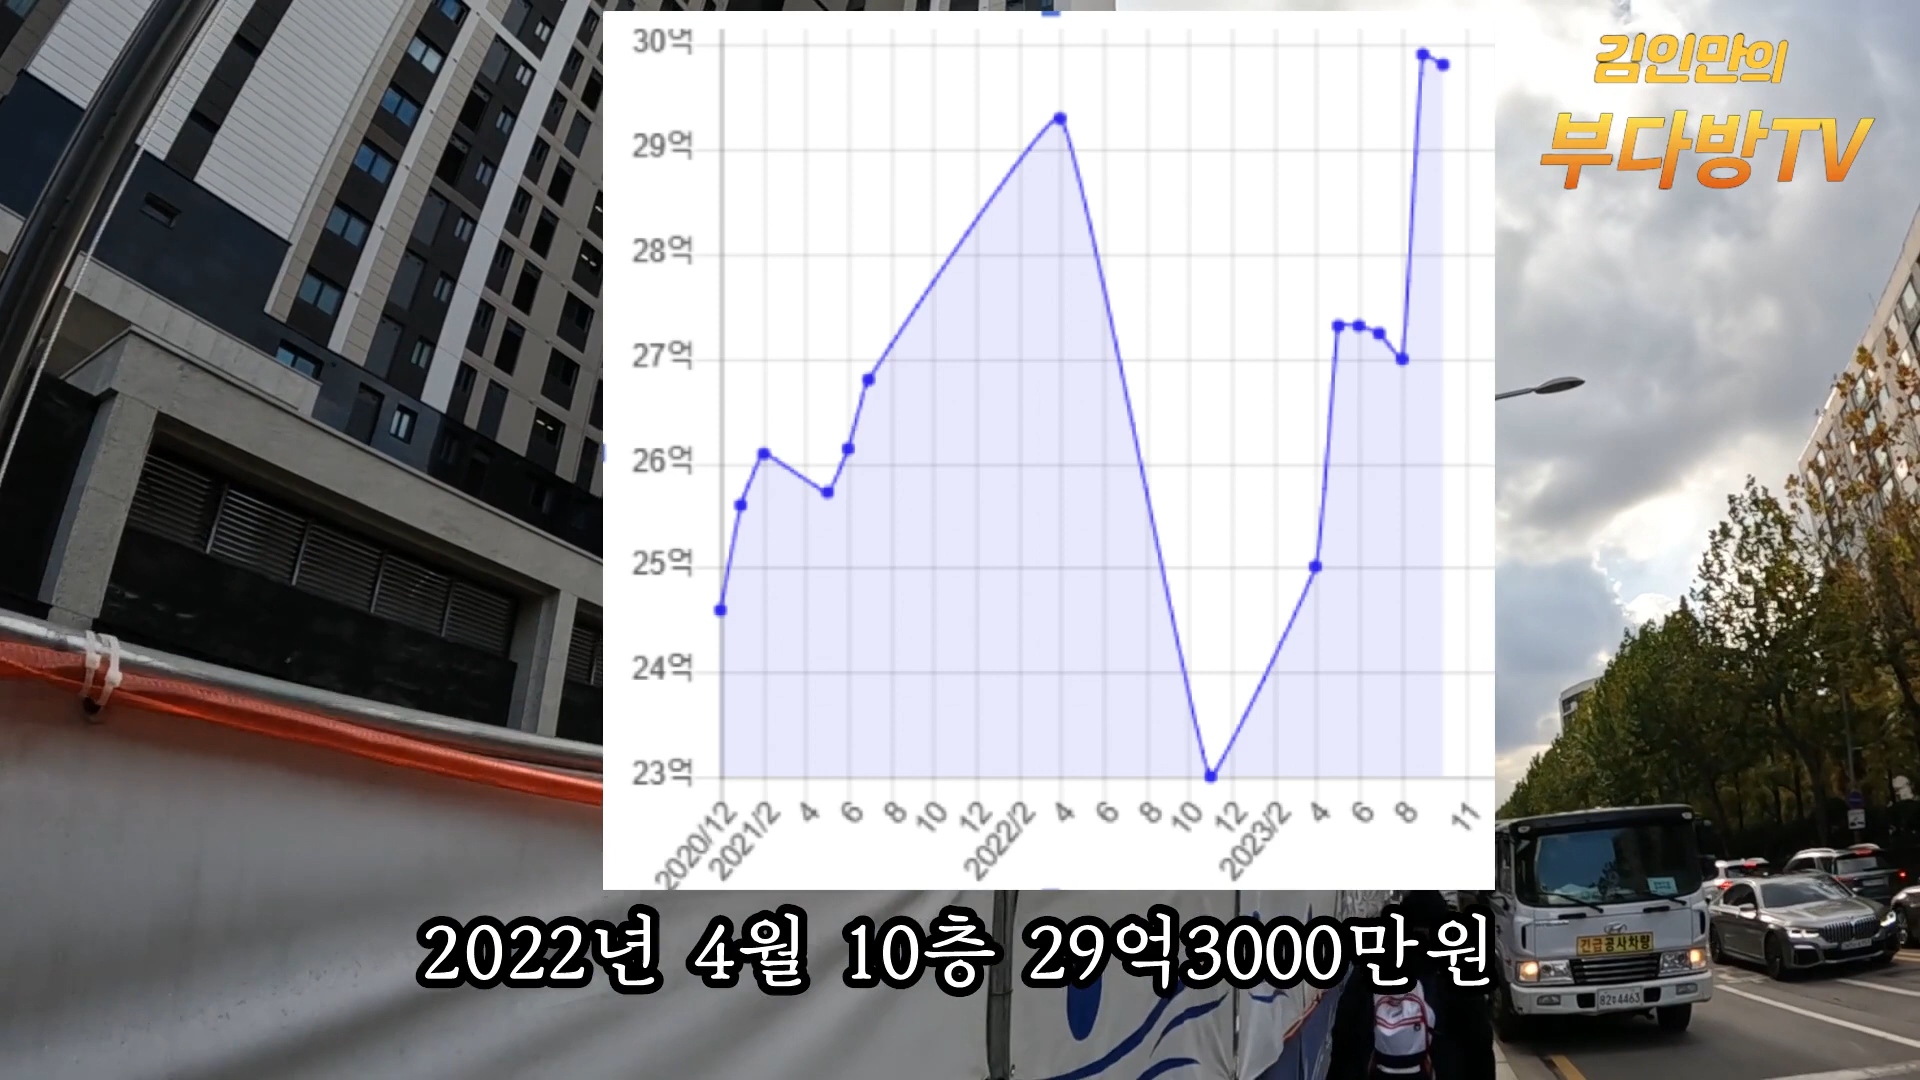 김인만의
부다방TV
30억
29억
28억
27억
26억
25억
24억
23억
2020/12
2021/2
4
6
8
10
12
2022/2
4
6
8
10
12
2023/2
4
6
8
11
2022년 4월 10층 29억3000만원
긴급공사차량